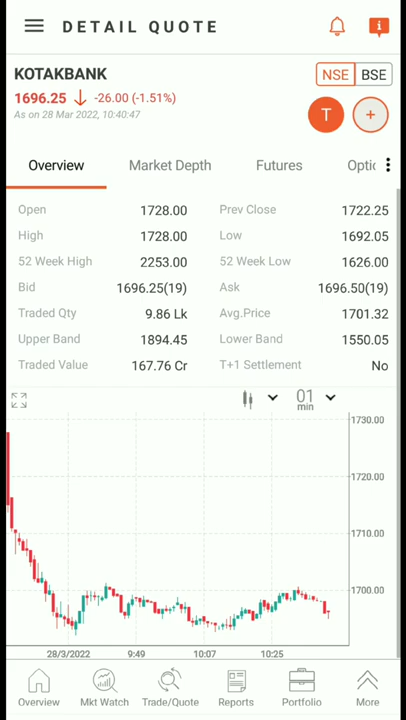 DETAIL QUOTE
KOTAKBANK
NSE BSE
1696.25 ↓ -26.00 (-1.51%)
As on 28 Mar 2022, 10:40:47
T +
Overview Market Depth Futures Optic
Open 1728.00 Prev Close 1722.25
High 1728.00 Low 1692.05
52 Week High 2253.00 52 Week Low 1626.00
Bid 1696.25(19) Ask 1696.50(19)
Traded Qty 9.86 Lk Avg.Price 1701.32
Upper Band 1894.45 Lower Band 1550.05
Traded Value 167.76 Cr T+1 Settlement No
01
min
1730.00
1720.00
1710.00
1700.00
28/3/2022 9:49 10:07 10:25
Overview Mkt Watch Trade/Quote Reports Portfolio More